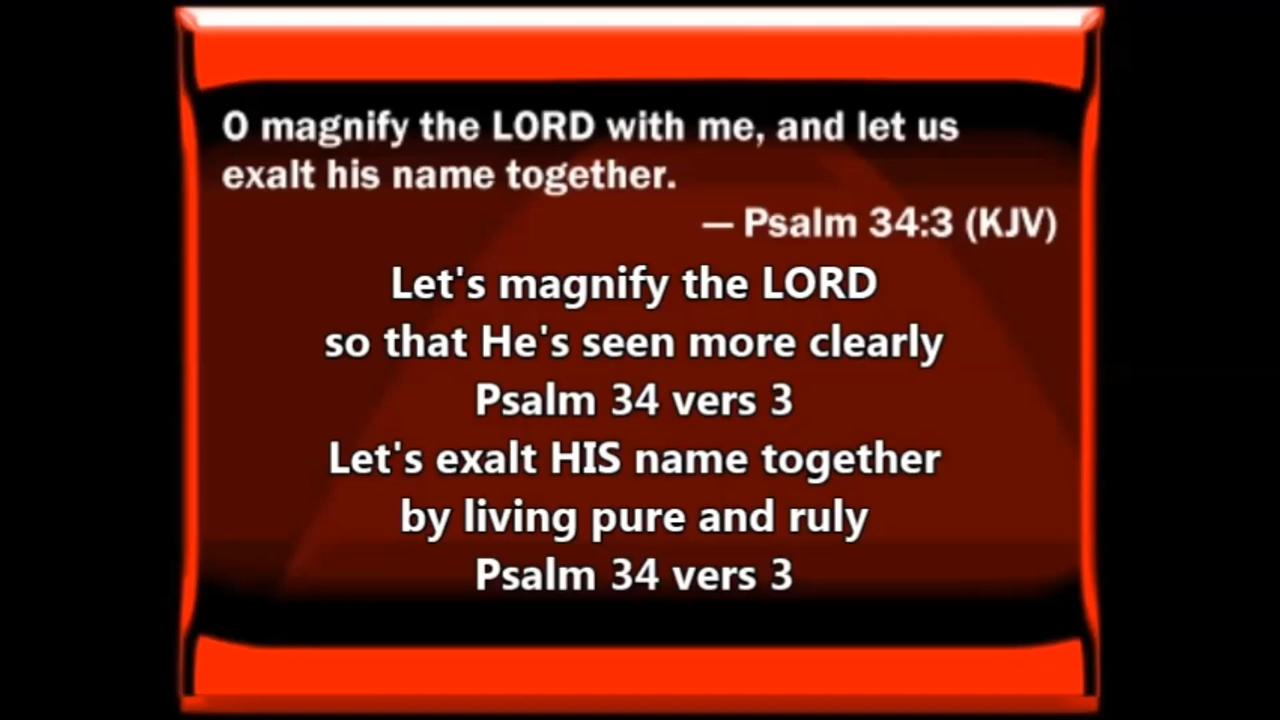 O magnify the LORD with me, and let us
exalt his name together.
— Psalm 34:3 (KJV)
Let's magnify the LORD
so that He's seen more clearly
Psalm 34 vers 3
Let's exalt HIS name together
by living pure and ruly
Psalm 34 vers 3